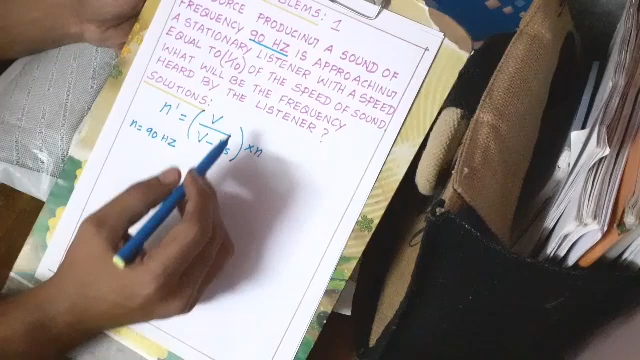 PROBLEMS: 1
SOURCE PRODUCING A SOUND OF
FREQUENCY 90 HZ IS APPROACHING
A STATIONARY LISTENER WITH A SPEED
EQUAL TO (1/10) OF THE SPEED OF SOUND
WHAT WILL BE THE FREQUENCY
HEARD BY THE LISTENER ?
SOLUTIONS:
n' = (V / V - s) × n
n = 90 HZ